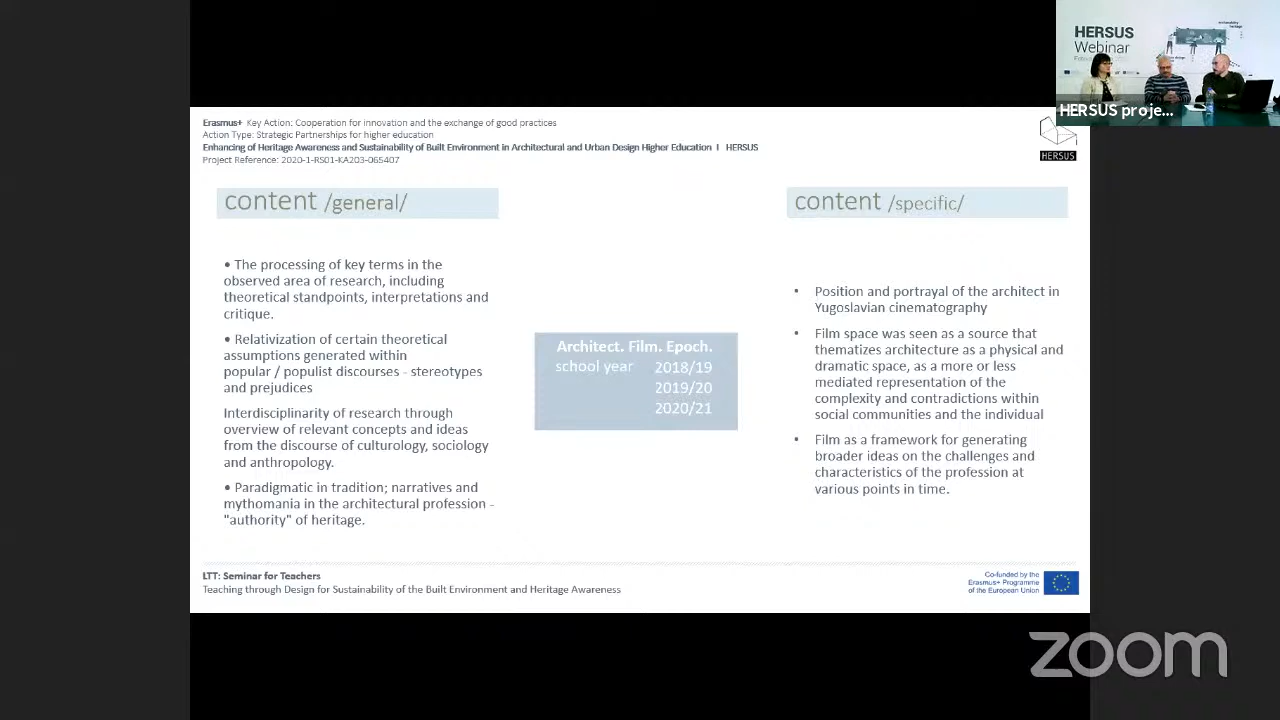 HERSUS
Webinar
HERSUS proje...
Erasmus+ Key Action: Cooperation for innovation and the exchange of good practices
Action Type: Strategic Partnerships for higher education
Enhancing of Heritage Awareness and Sustainability of Built Environment in Architectural and Urban Design Higher Education I HERSUS
Project Reference: 2020-1-RS01-KA203-065407
HERSUS
content /general/
• The processing of key terms in the
observed area of research, including
theoretical standpoints, interpretations and
critique.
• Relativization of certain theoretical
assumptions generated within
popular / populist discourses - stereotypes
and prejudices
Interdisciplinarity of research through
overview of relevant concepts and ideas
from the discourse of culturology, sociology
and anthropology.
• Paradigmatic in tradition; narratives and
mythomania in the architectural profession -
"authority" of heritage.
Architect. Film. Epoch.
school year 2018/19
2019/20
2020/21
content /specific/
• Position and portrayal of the architect in
Yugoslavian cinematography
• Film space was seen as a source that
thematizes architecture as a physical and
dramatic space, as a more or less
mediated representation of the
complexity and contradictions within
social communities and the individual
• Film as a framework for generating
broader ideas on the challenges and
characteristics of the profession at
various points in time.
LTT: Seminar for Teachers
Teaching through Design for Sustainability of the Built Environment and Heritage Awareness
Co-funded by the
Erasmus+ Programme
of the European Union
zoom